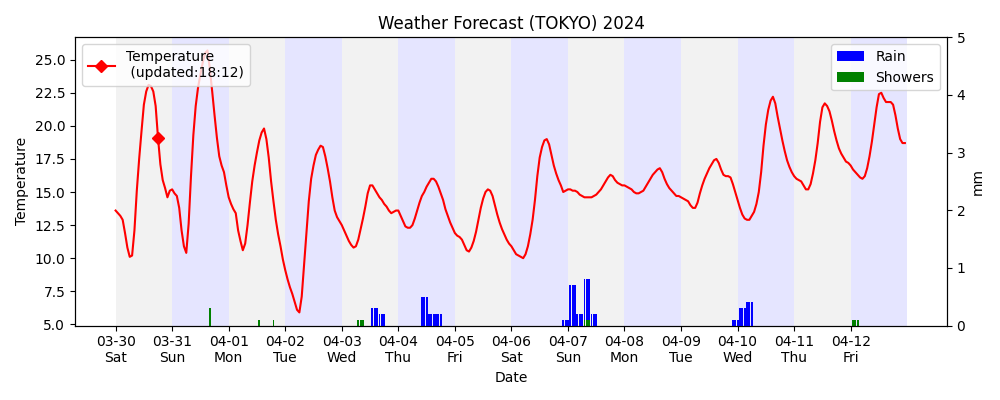 Weather Forecast (TOKYO) 2024
Temperature
(updated:18:12)
Rain
Showers
Temperature
25.0
22.5
20.0
17.5
15.0
12.5
10.0
7.5
5.0
5
4
3
2
1
0
mm
03-30 03-31 04-01 04-02 04-03 04-04 04-05 04-06 04-07 04-08 04-09 04-10 04-11 04-12
Sat Sun Mon Tue Wed Thu Fri Sat Sun Mon Tue Wed Thu Fri
Date